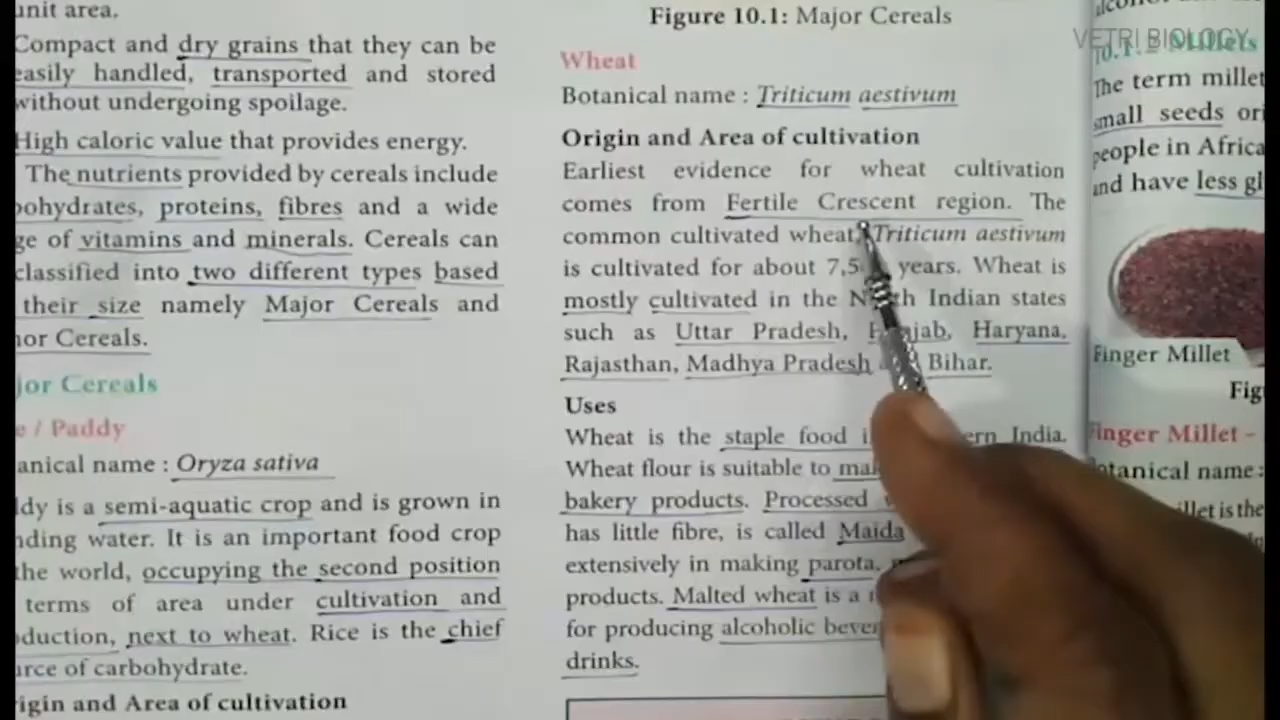 unit area.
Compact and dry grains that they can be
easily handled, transported and stored
without undergoing spoilage.
High caloric value that provides energy.
The nutrients provided by cereals include
proteins, fibres and a wide
of vitamins and minerals. Cereals can
classified into two different types based
their size namely Major Cereals and
Cereals.
Cereals
/ Paddy
name : Oryza sativa
is a semi-aquatic crop and is grown in
water. It is an important food crop
the world, occupying the second position
terms of area under cultivation and
next to wheat. Rice is the chief
of carbohydrate.
Origin and Area of cultivation
Figure 10.1: Major Cereals
Wheat
Botanical name : Triticum aestivum
Origin and Area of cultivation
Earliest evidence for wheat cultivation
comes from Fertile Crescent region. The
common cultivated wheat, Triticum aestivum
is cultivated for about years. Wheat is
mostly cultivated in the North Indian states
such as Uttar Pradesh, Punjab, Haryana,
Rajasthan, Madhya Pradesh Bihar.
Uses
Wheat is the staple food India.
Wheat flour is suitable to
bakery products. Processed
has little fibre, is called Maida
extensively in making parota,
products. Malted wheat is a
for producing alcoholic
drinks.
VETRI BIOLOGY
Millets
The term millet
small seeds
people in Africa
and have less
Finger Millet
Finger Millet -
Botanical name :
is the